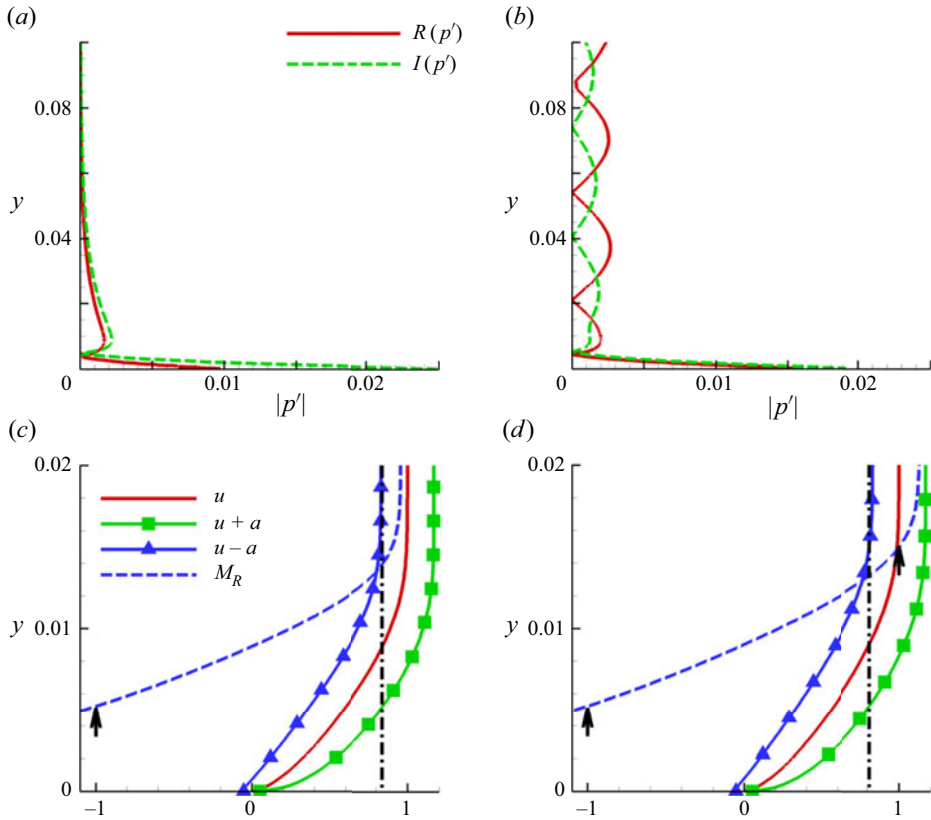 (a)
(b)
R(p′)
I(p′)
0.08
y
0.04
0
0.01
0.02
|p′|
0.08
y
0.04
0
0.01
0.02
|p′|
(c)
(d)
0.02
u
u + a
u – a
M_R
y
0.01
0
–1
0
1
0.02
y
0.01
0
–1
0
1